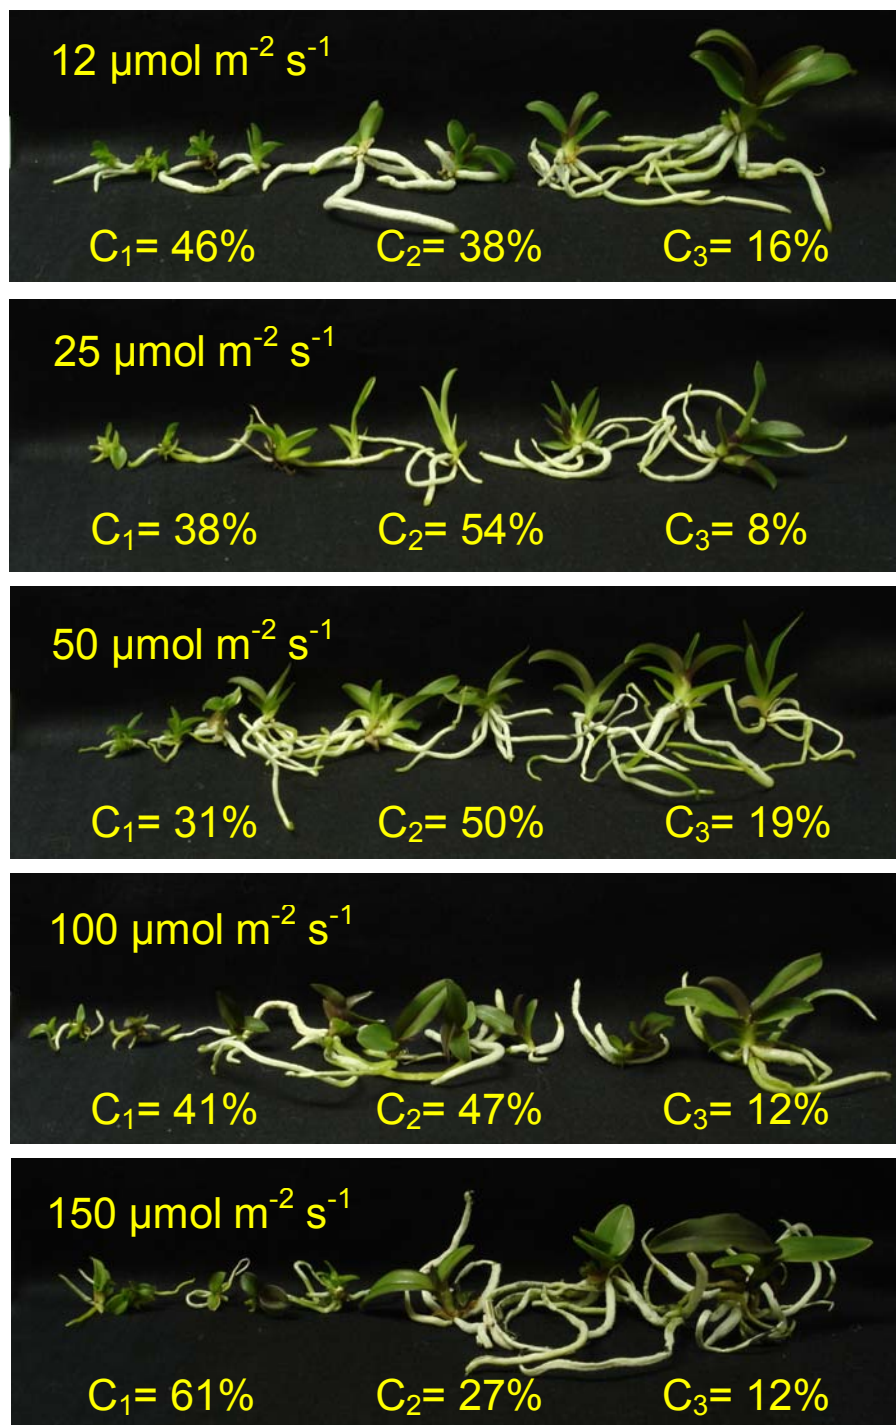 12 µmol m⁻² s⁻¹
C₁= 46% C₂= 38% C₃= 16%
25 µmol m⁻² s⁻¹
C₁= 38% C₂= 54% C₃= 8%
50 µmol m⁻² s⁻¹
C₁= 31% C₂= 50% C₃= 19%
100 µmol m⁻² s⁻¹
C₁= 41% C₂= 47% C₃= 12%
150 µmol m⁻² s⁻¹
C₁= 61% C₂= 27% C₃= 12%